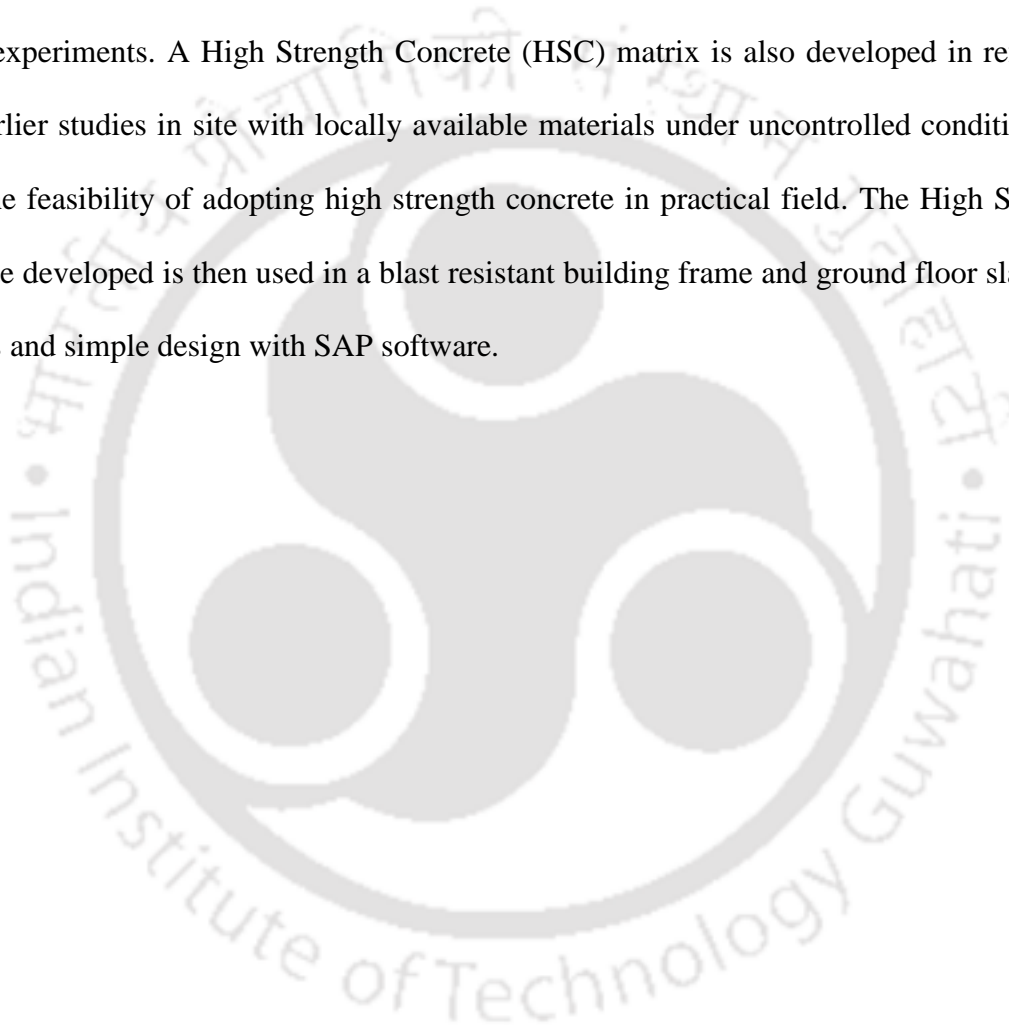 experiments. A High Strength Concrete (HSC) matrix is also developed in re
rlier studies in site with locally available materials under uncontrolled conditi
e feasibility of adopting high strength concrete in practical field. The High S
e developed is then used in a blast resistant building frame and ground floor sla
and simple design with SAP software.
Indian Institute of Technology Guwahati